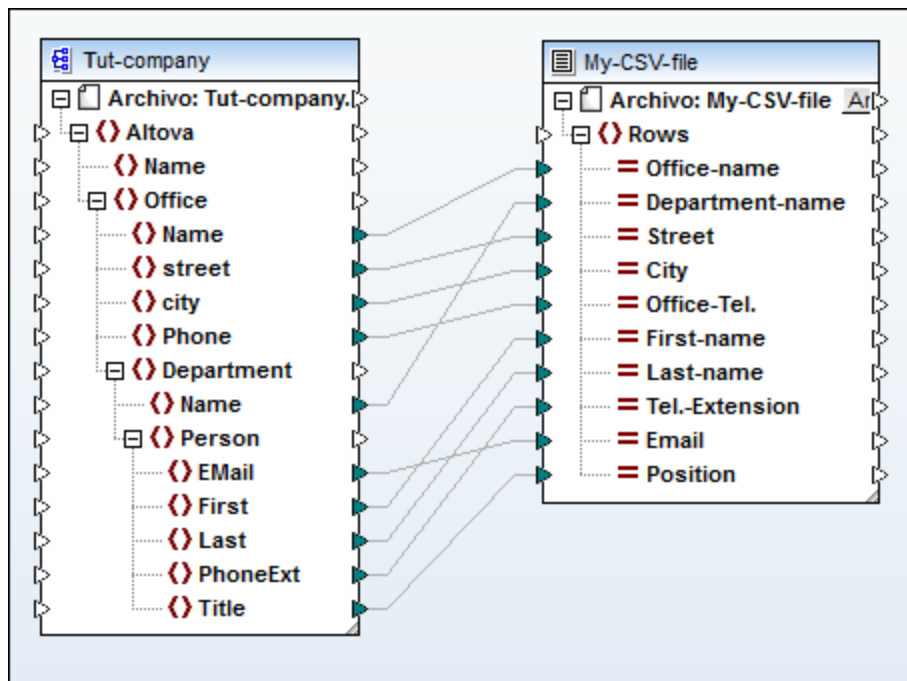 Tut-company
Archivo: Tut-company.
Altova
Name
Office
Name
street
city
Phone
Department
Name
Person
EMail
First
Last
PhoneExt
Title
My-CSV-file
Archivo: My-CSV-file Ar
Rows
Office-name
Department-name
Street
City
Office-Tel.
First-name
Last-name
Tel.-Extension
Email
Position